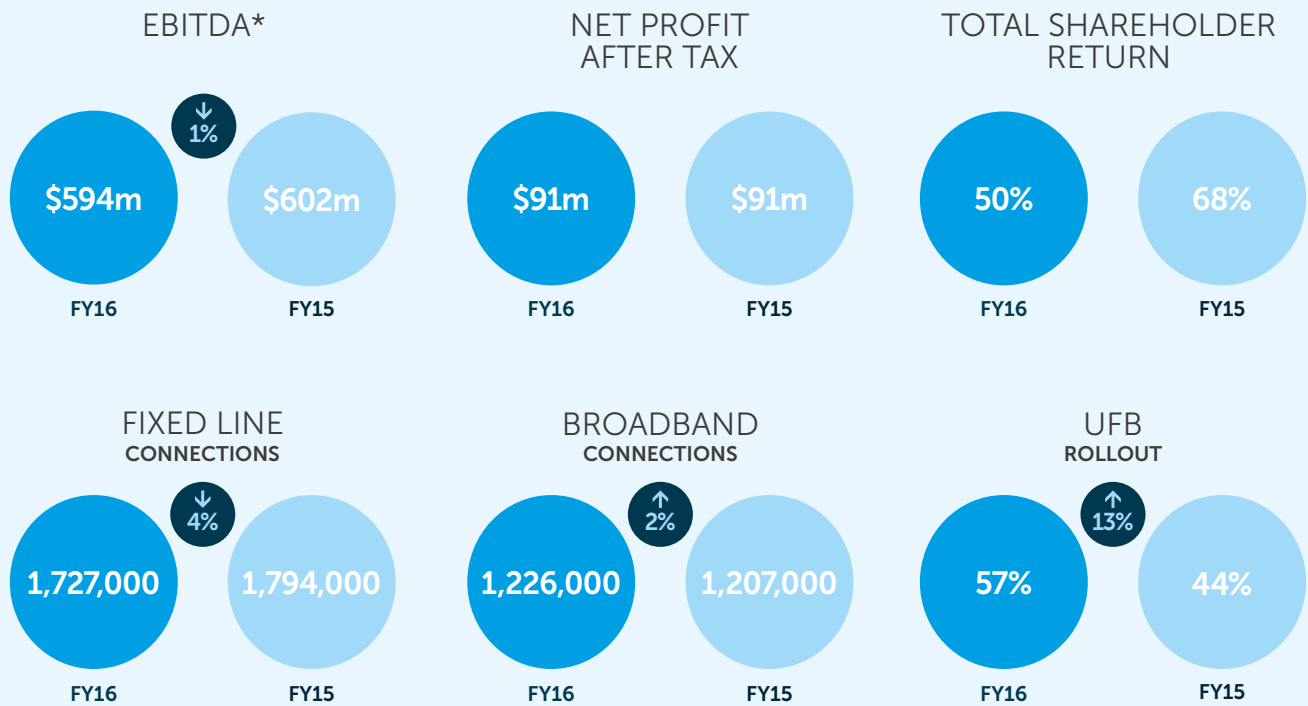 EBITDA*
↓
1%
$594m
$602m
FY16
FY15
NET PROFIT
AFTER TAX
$91m
$91m
FY16
FY15
TOTAL SHAREHOLDER
RETURN
50%
68%
FY16
FY15
FIXED LINE
CONNECTIONS
↓
4%
1,727,000
1,794,000
FY16
FY15
BROADBAND
CONNECTIONS
↑
2%
1,226,000
1,207,000
FY16
FY15
UFB
ROLLOUT
↑
13%
57%
44%
FY16
FY15